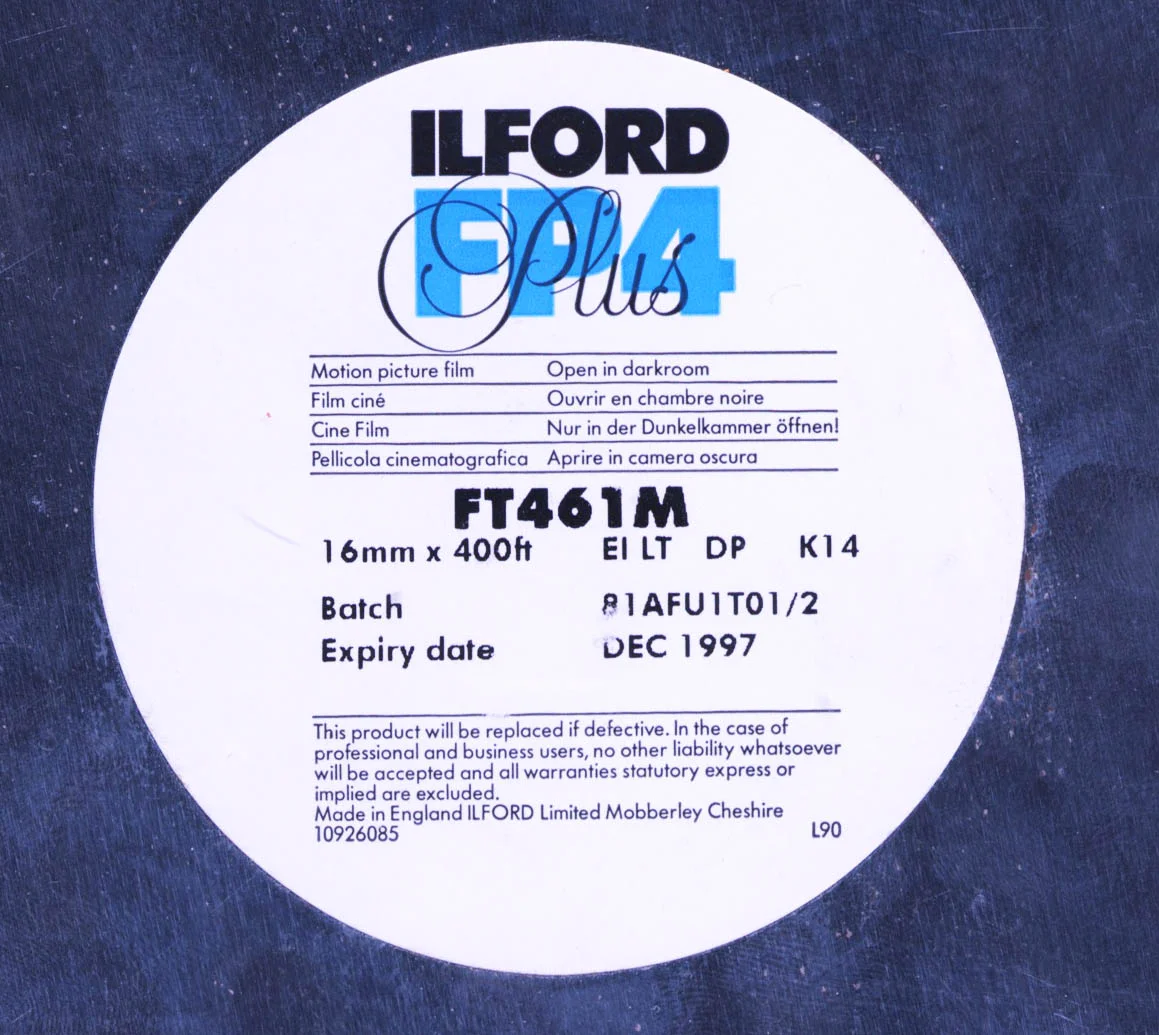 ILFORD
FP4
Plus
Motion picture film Open in darkroom
Film ciné Ouvrir en chambre noire
Cine Film Nur in der Dunkelkammer öffnen!
Pellicola cinematografica Aprire in camera oscura
FT461M
16mm x 400ft EI LT DP K14
Batch 81AFU1T01/2
Expiry date DEC 1997
This product will be replaced if defective. In the case of
professional and business users, no other liability whatsoever
will be accepted and all warranties statutory express or
implied are excluded.
Made in England ILFORD Limited Mobberley Cheshire
10926085 L90